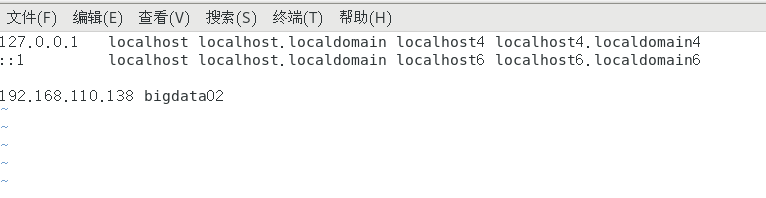 文件(F) 编辑(E) 查看(V) 搜索(S) 终端(T) 帮助(H)
127.0.0.1   localhost localhost.localdomain localhost4 localhost4.localdomain4
::1         localhost localhost.localdomain localhost6 localhost6.localdomain6
192.168.110.138 bigdata02
~
~
~
~
~